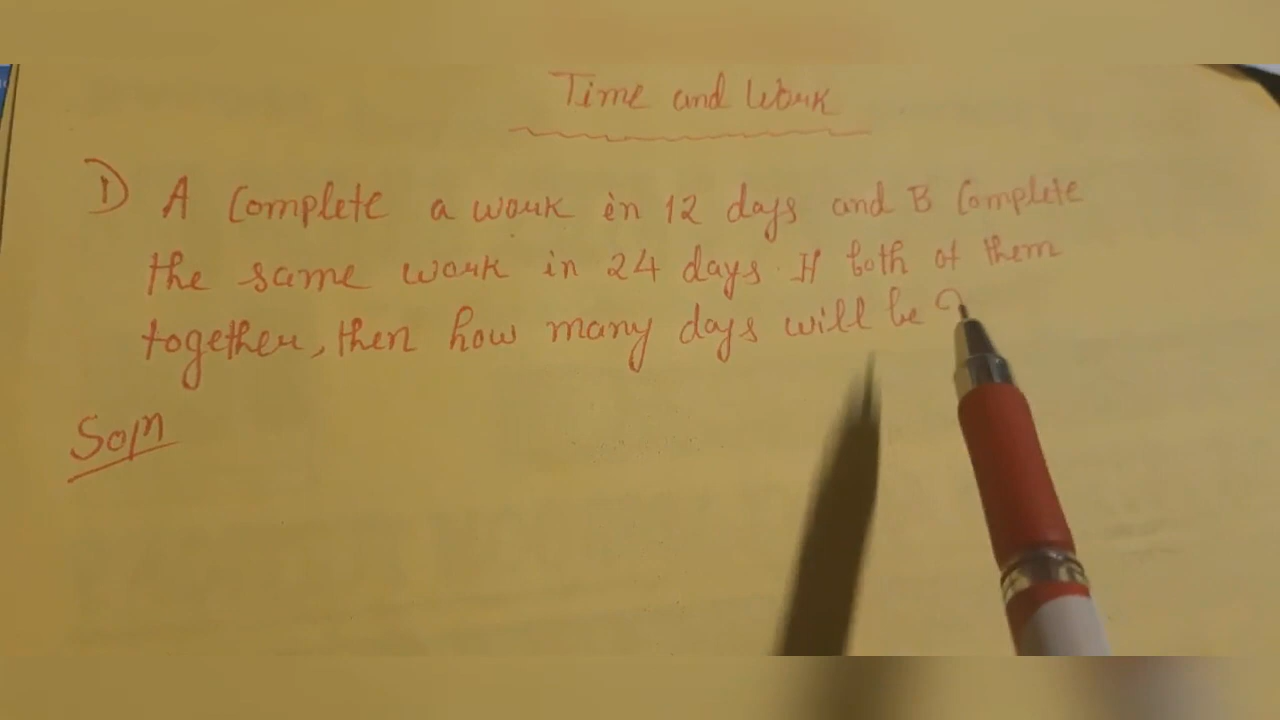 Time and Work
1) A Complete a work in 12 days and B Complete
the same work in 24 days. If both of them
together, then how many days will be ?
Soln